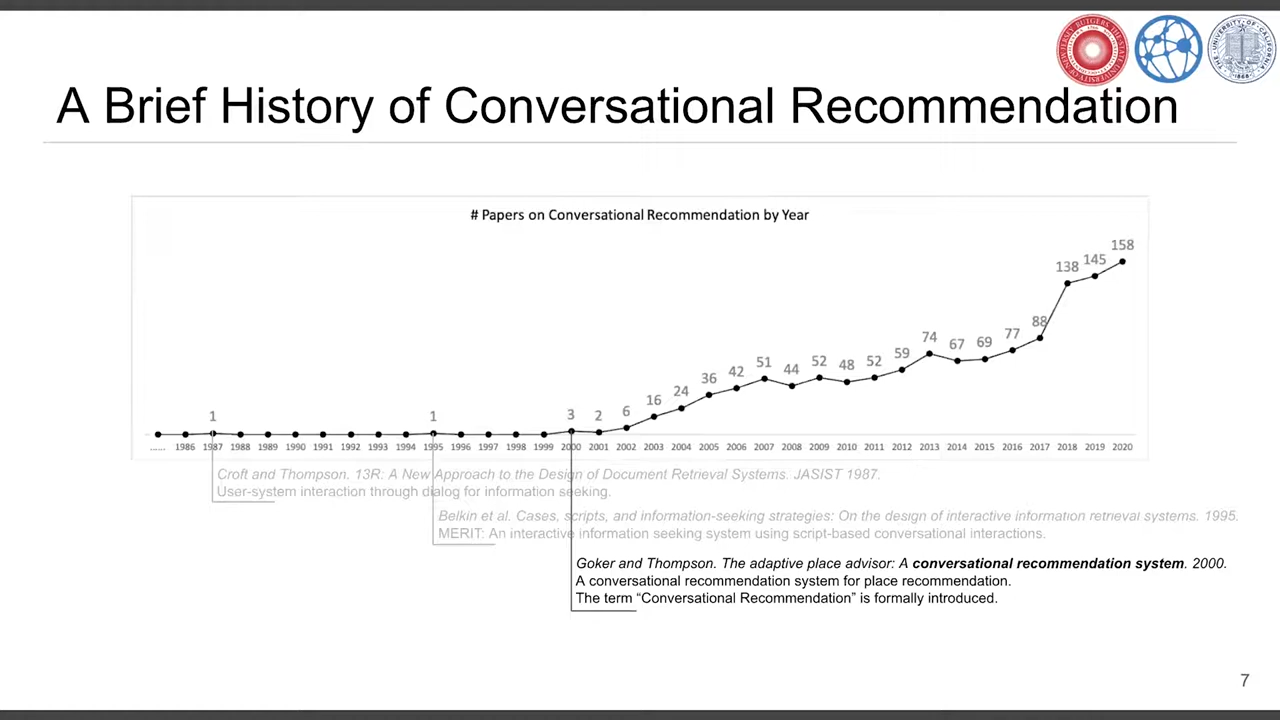 A Brief History of Conversational Recommendation
# Papers on Conversational Recommendation by Year
1 1 3 2 6 16 24 36 42 51 44 52 48 52 59 74 67 69 77 88 138 145 158
...... 1986 1987 1988 1989 1990 1991 1992 1993 1994 1995 1996 1997 1998 1999 2000 2001 2002 2003 2004 2005 2006 2007 2008 2009 2010 2011 2012 2013 2014 2015 2016 2017 2018 2019 2020
Croft and Thompson. 13R: A New Approach to the Design of Document Retrieval Systems. JASIST 1987.
User-system interaction through dialog for information seeking.
Belkin et al. Cases, scripts, and information-seeking strategies: On the design of interactive information retrieval systems. 1995.
MERIT: An interactive information seeking system using script-based conversational interactions.
Goker and Thompson. The adaptive place advisor: A conversational recommendation system. 2000.
A conversational recommendation system for place recommendation.
The term “Conversational Recommendation” is formally introduced.
7